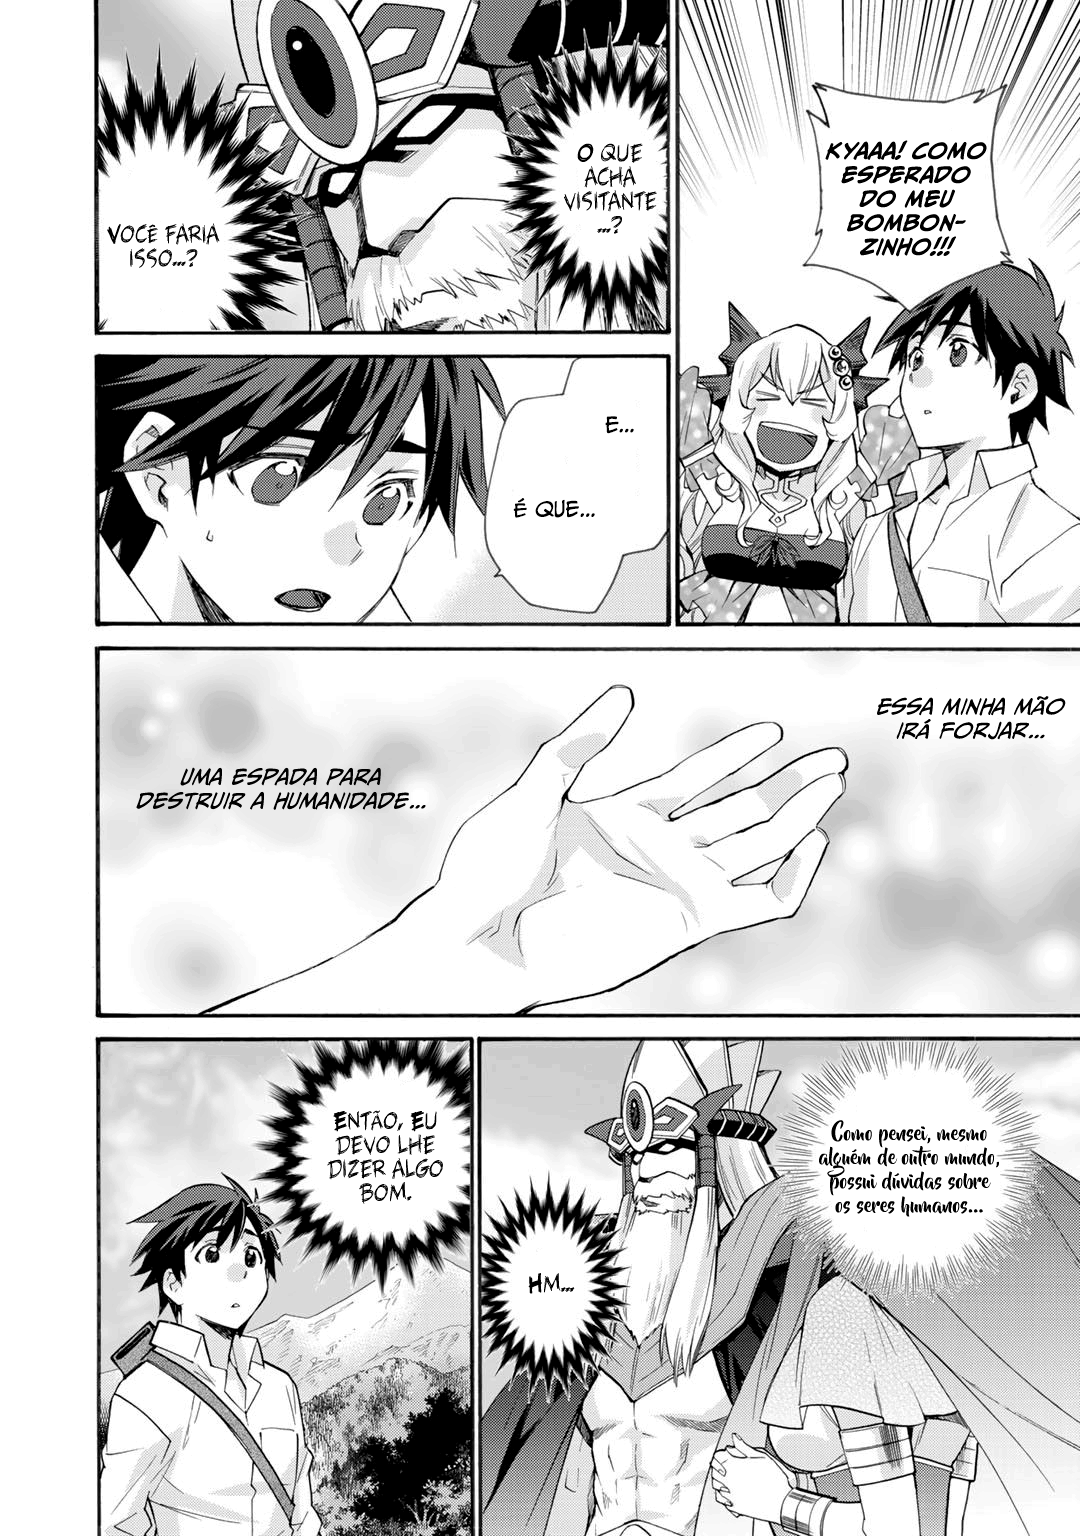 KYAAA! COMO
ESPERADO
DO MEU
BOMBON-
ZINHO!!!
O QUE
ACHA
VISITANTE
...?
VOCÊ FARIA
ISSO...?
E...
É QUE...
ESSA MINHA MÃO
IRÁ FORJAR...
UMA ESPADA PARA
DESTRUIR A HUMANIDADE...
Como pensei, mesmo
alguém de outro mundo,
possui dúvidas sobre
os seres humanos...
HM...
ENTÃO, EU
DEVO LHE
DIZER ALGO
BOM.